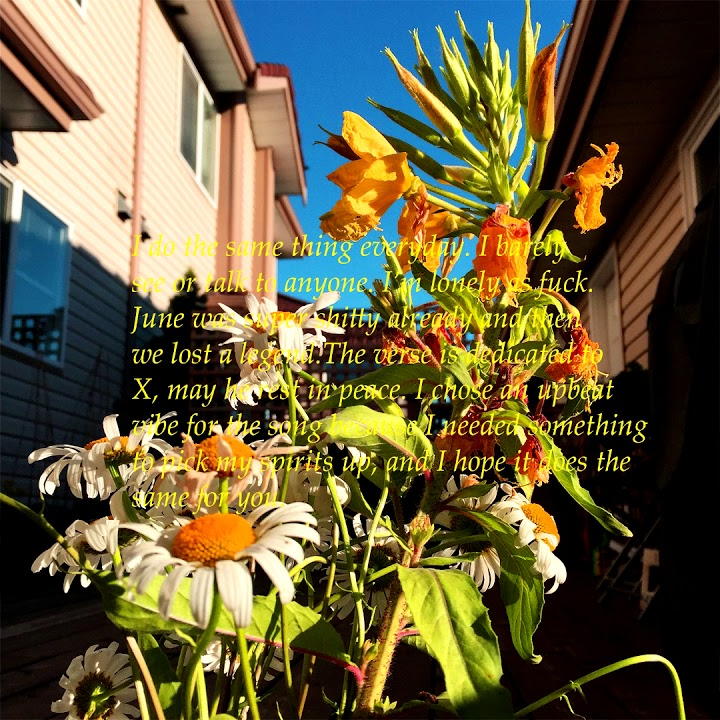 I do the same thing everyday. I barely
see or talk to anyone. I'm lonely as fuck.
June was super shitty already and then
we lost a legend. The verse is dedicated to
X, may he rest in peace. I chose an upbeat
vibe for the song because I needed something
to pick my spirits up, and I hope it does the
same for you